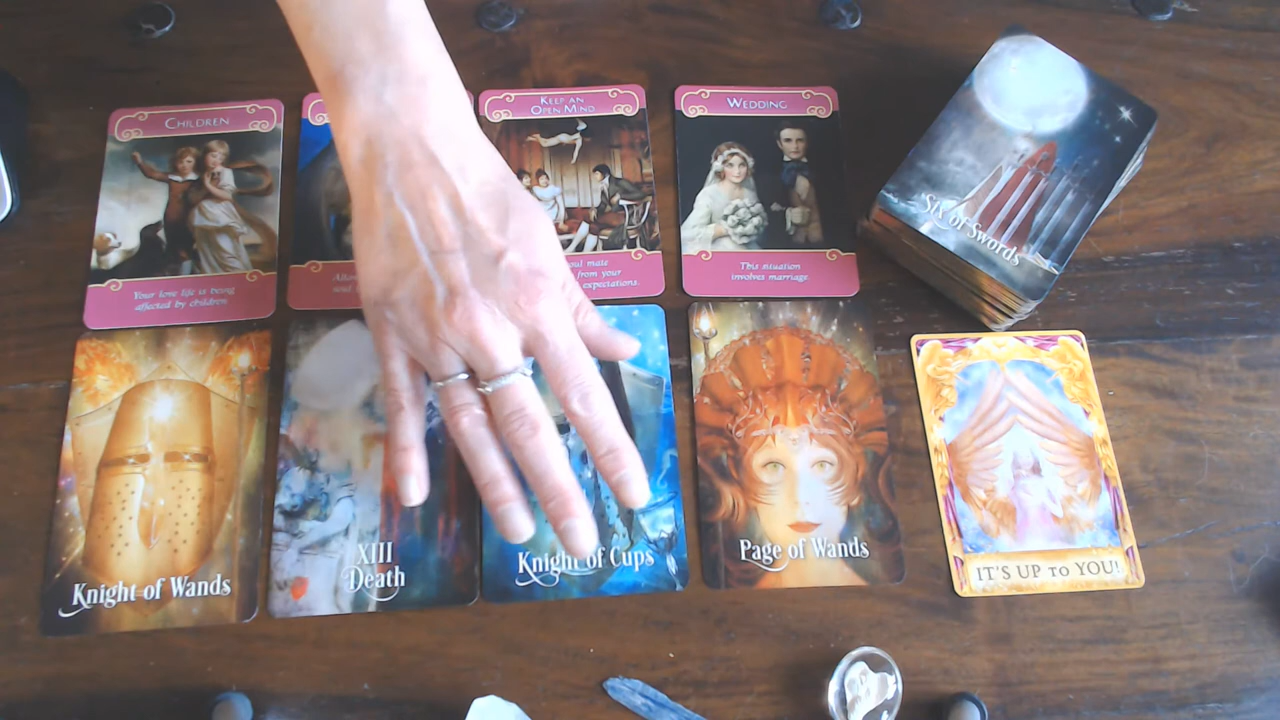 CHILDREN
KEEP AN
OPEN MIND
WEDDING
Six of Swords
Your love life is being
affected by children.
soul mate
from your
expectations.
This situation
involves marriage.
Knight of Wands
XIII
Death
Knight of Cups
Page of Wands
IT'S UP TO YOU!